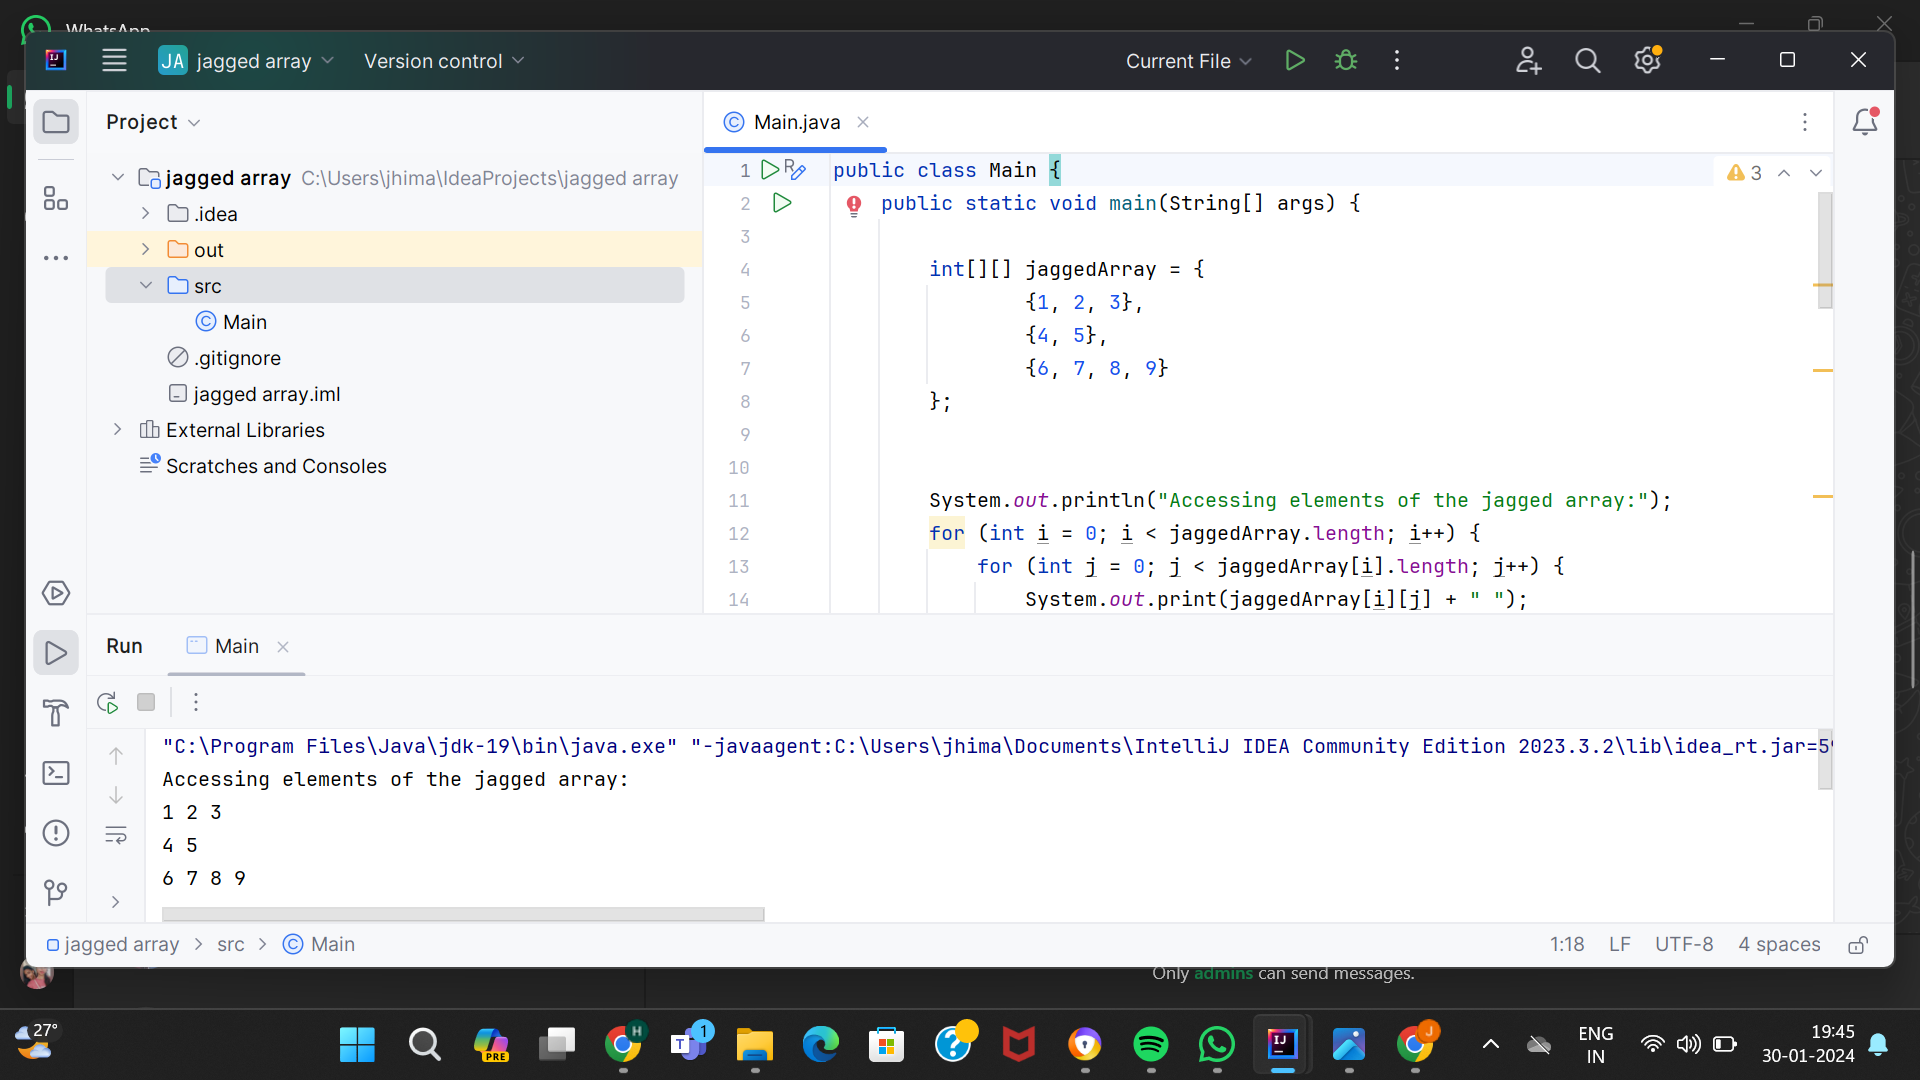 WhatsApp
JA jagged array Version control Current File
Project
Main.java
jagged array C:\Users\jhima\IdeaProjects\jagged array
.idea
out
src
Main
.gitignore
jagged array.iml
External Libraries
Scratches and Consoles
3
1 public class Main {
2 public static void main(String[] args) {
3
4 int[][] jaggedArray = {
5 {1, 2, 3},
6 {4, 5},
7 {6, 7, 8, 9}
8 };
9
10
11 System.out.println("Accessing elements of the jagged array:");
12 for (int i = 0; i < jaggedArray.length; i++) {
13 for (int j = 0; j < jaggedArray[i].length; j++) {
14 System.out.print(jaggedArray[i][j] + " ");
Run Main
"C:\Program Files\Java\jdk-19\bin\java.exe" "-javaagent:C:\Users\jhima\Documents\IntelliJ IDEA Community Edition 2023.3.2\lib\idea_rt.jar=5
Accessing elements of the jagged array:
1 2 3
4 5
6 7 8 9
jagged array > src > Main 1:18 LF UTF-8 4 spaces
Only admins can send messages.
27°
PRE
H
T 1
IJ
J
ENG
IN
19:45
30-01-2024